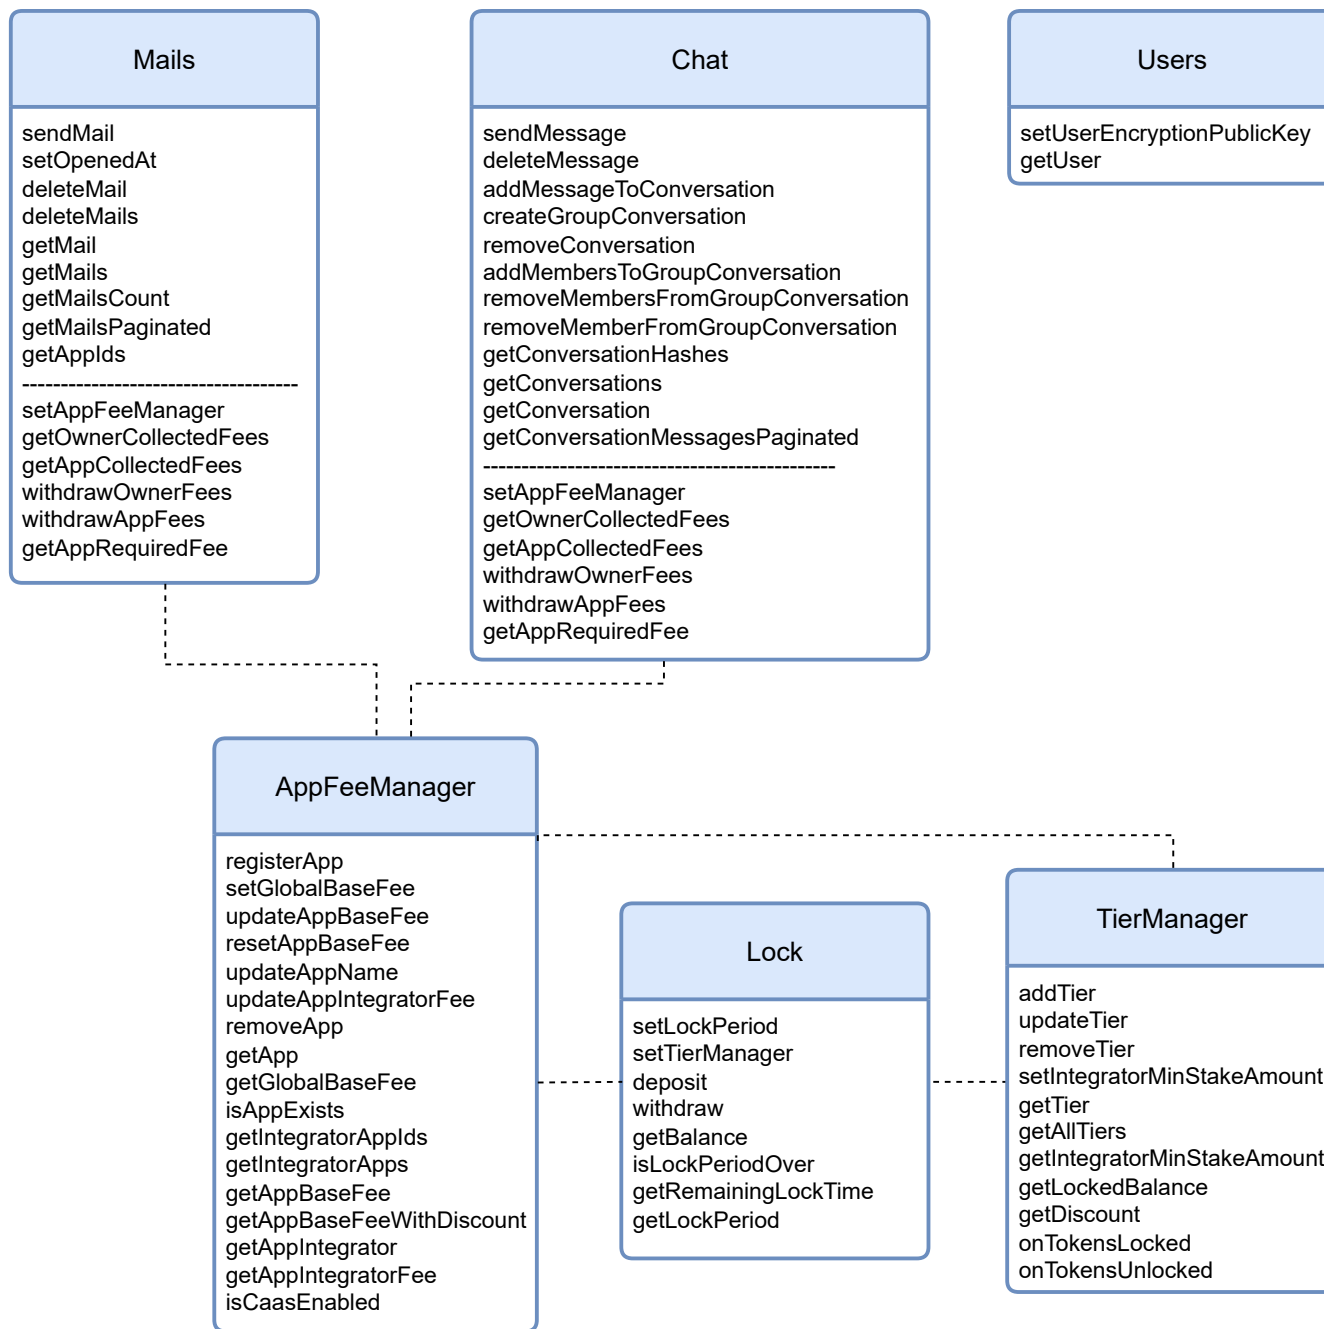 Mails
sendMail
setOpenedAt
deleteMail
deleteMails
getMail
getMails
getMailsCount
getMailsPaginated
getAppIds
------------------------------------
setAppFeeManager
getOwnerCollectedFees
getAppCollectedFees
withdrawOwnerFees
withdrawAppFees
getAppRequiredFee
Chat
sendMessage
deleteMessage
addMessageToConversation
createGroupConversation
removeConversation
addMembersToGroupConversation
removeMembersFromGroupConversation
removeMemberFromGroupConversation
getConversationHashes
getConversations
getConversation
getConversationMessagesPaginated
----------------------------------------------
setAppFeeManager
getOwnerCollectedFees
getAppCollectedFees
withdrawOwnerFees
withdrawAppFees
getAppRequiredFee
Users
setUserEncryptionPublicKey
getUser
AppFeeManager
registerApp
setGlobalBaseFee
updateAppBaseFee
resetAppBaseFee
updateAppName
updateAppIntegratorFee
removeApp
getApp
getGlobalBaseFee
isAppExists
getIntegratorAppIds
getIntegratorApps
getAppBaseFee
getAppBaseFeeWithDiscount
getAppIntegrator
getAppIntegratorFee
isCaasEnabled
Lock
setLockPeriod
setTierManager
deposit
withdraw
getBalance
isLockPeriodOver
getRemainingLockTime
getLockPeriod
TierManager
addTier
updateTier
removeTier
setIntegratorMinStakeAmount
getTier
getAllTiers
getIntegratorMinStakeAmount
getLockedBalance
getDiscount
onTokensLocked
onTokensUnlocked